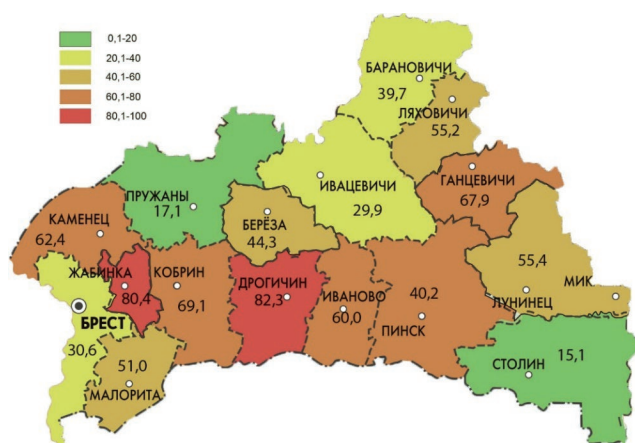 0,1-20
20,1-40
40,1-60
60,1-80
80,1-100
БАРАНОВИЧИ
39,7
ЛЯХОВИЧИ
55,2
ГАНЦЕВИЧИ
67,9
ИВАЦЕВИЧИ
29,9
ПРУЖАНЫ
17,1
БЕРЁЗА
44,3
КАМЕНЕЦ
62,4
ЖАБИНКА
80,4
КОБРИН
69,1
ДРОГИЧИН
82,3
ИВАНОВО
60,0
40,2
ПИНСК
55,4
ЛУНИНЕЦ
МИК
БРЕСТ
30,6
51,0
МАЛОРИТА
СТОЛИН
15,1